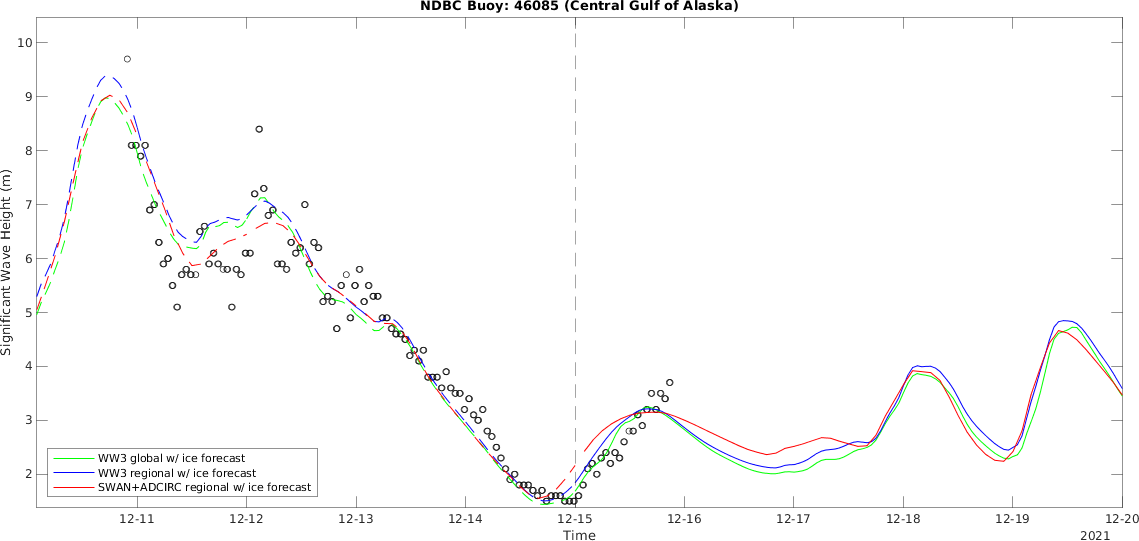 NDBC Buoy: 46085 (Central Gulf of Alaska)
Significant Wave Height (m)
10
9
8
7
6
5
4
3
2
WW3 global w/ ice forecast
WW3 regional w/ ice forecast
SWAN+ADCIRC regional w/ ice forecast
12-11 12-12 12-13 12-14 12-15 12-16 12-17 12-18 12-19 12-20
Time
2021